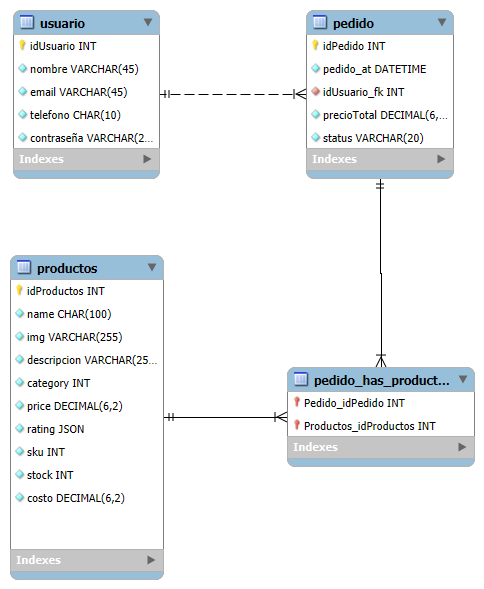 usuario
idUsuario INT
nombre VARCHAR(45)
email VARCHAR(45)
telefono CHAR(10)
contraseña VARCHAR(2...
Indexes
pedido
idPedido INT
pedido_at DATETIME
idUsuario_fk INT
precioTotal DECIMAL(6,...
status VARCHAR(20)
Indexes
productos
idProductos INT
name CHAR(100)
img VARCHAR(255)
descripcion VARCHAR(25...
category INT
price DECIMAL(6,2)
rating JSON
sku INT
stock INT
costo DECIMAL(6,2)
Indexes
pedido_has_product...
Pedido_idPedido INT
Productos_idProductos INT
Indexes